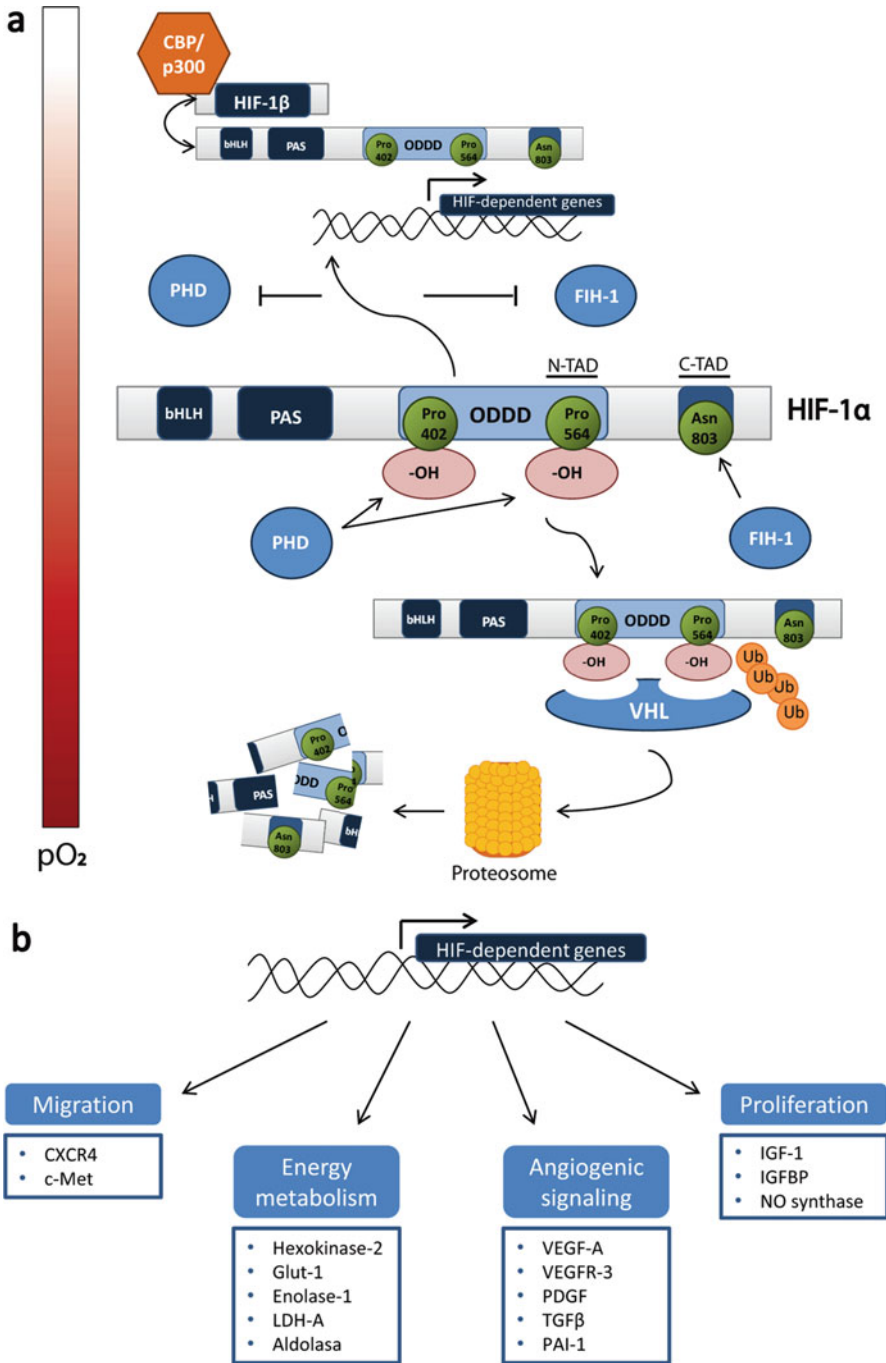 a
CBP/
p300
HIF-1β
bHLH
PAS
Pro
402
ODDD
Pro
564
Asn
803
HIF-dependent genes
PHD
FIH-1
N-TAD
C-TAD
bHLH
PAS
Pro
402
ODDD
Pro
564
Asn
803
HIF-1α
-OH
-OH
PHD
FIH-1
bHLH
PAS
Pro
402
ODDD
Pro
564
Asn
803
-OH
-OH
Ub
Ub
Ub
Ub
VHL
Pro
402
O
DDD
Pro
564
H
PAS
Asn
803
bH
Proteosome
pO₂
b
HIF-dependent genes
Migration
• CXCR4
• c-Met
Energy
metabolism
• Hexokinase-2
• Glut-1
• Enolase-1
• LDH-A
• Aldolasa
Angiogenic
signaling
• VEGF-A
• VEGFR-3
• PDGF
• TGFβ
• PAI-1
Proliferation
• IGF-1
• IGFBP
• NO synthase